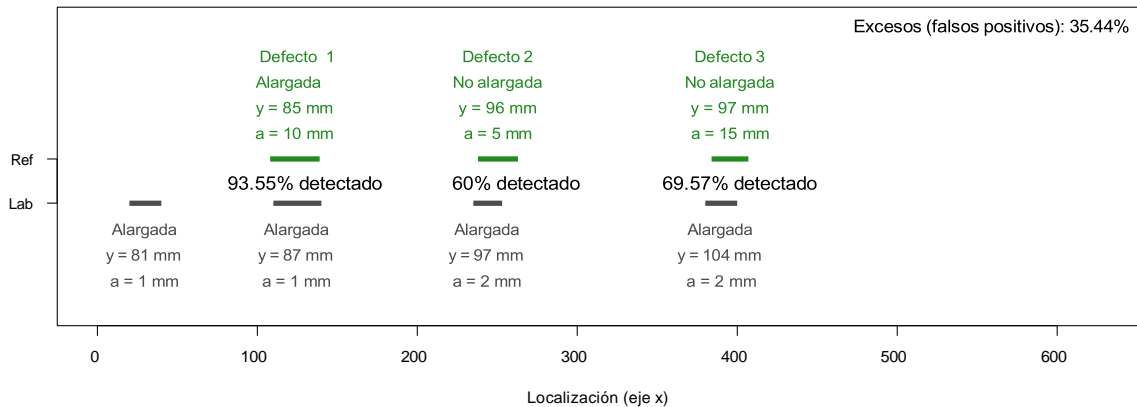 Excesos (falsos positivos): 35.44%
Defecto 1
Alargada
y = 85 mm
a = 10 mm
Defecto 2
No alargada
y = 96 mm
a = 5 mm
Defecto 3
No alargada
y = 97 mm
a = 15 mm
Ref
93.55% detectado
60% detectado
69.57% detectado
Lab
Alargada
y = 81 mm
a = 1 mm
Alargada
y = 87 mm
a = 1 mm
Alargada
y = 97 mm
a = 2 mm
Alargada
y = 104 mm
a = 2 mm
0 100 200 300 400 500 600
Localización (eje x)